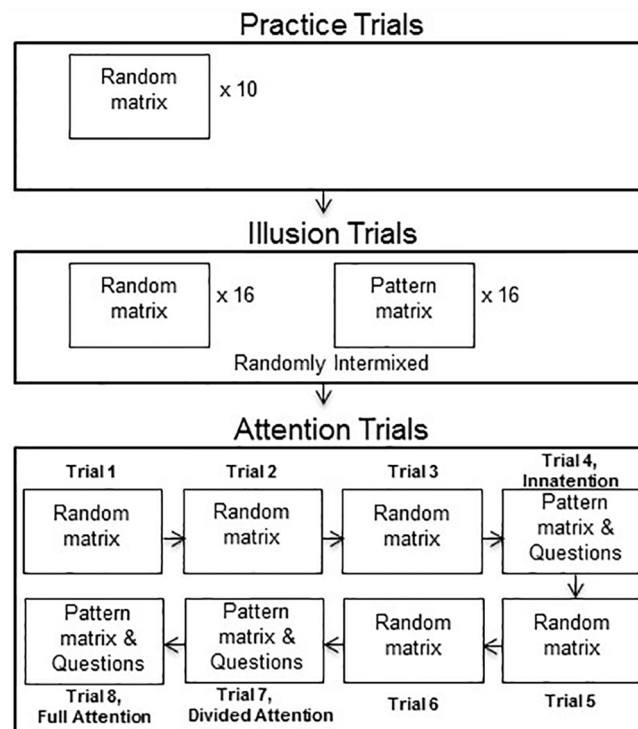 Practice Trials
Random
matrix
x 10
Illusion Trials
Random
matrix
x 16
Pattern
matrix
x 16
Randomly Intermixed
Attention Trials
Trial 1
Random
matrix
Trial 2
Random
matrix
Trial 3
Random
matrix
Trial 4,
Innatention
Pattern
matrix &
Questions
Pattern
matrix &
Questions
Trial 8,
Full Attention
Pattern
matrix &
Questions
Trial 7,
Divided Attention
Random
matrix
Trial 6
Random
matrix
Trial 5